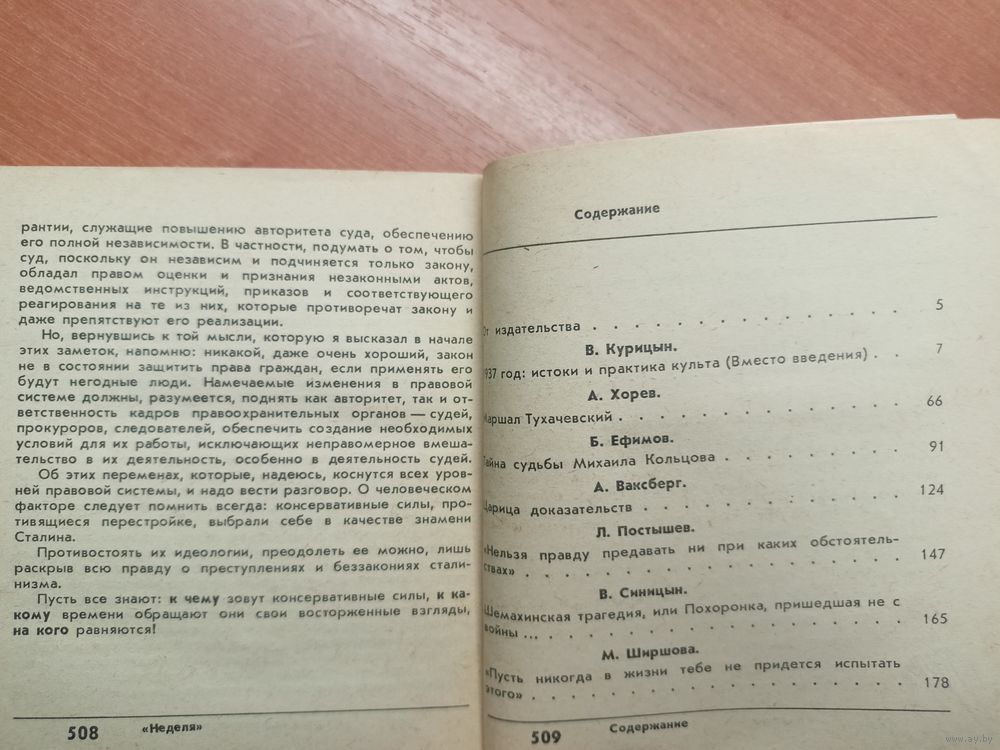 рантии, служащие повышению авторитета суда, обеспечению
его полной независимости. В частности, подумать о том, чтобы
суд, поскольку он независим и подчиняется только закону,
обладал правом оценки и признания незаконными актов,
ведомственных инструкций, приказов и соответствующего
реагирования на те из них, которые противоречат закону и
даже препятствуют его реализации.
Но, вернувшись к той мысли, которую я высказал в начале
этих заметок, напомню: никакой, даже очень хороший, закон
не в состоянии защитить права граждан, если применять его
будут негодные люди. Намечаемые изменения в правовой
системе должны, разумеется, поднять как авторитет, так и от-
ветственность кадров правоохранительных органов — судей,
прокуроров, следователей, обеспечить создание необходимых
условий для их работы, исключающих неправомерное вмеша-
тельство в их деятельность, особенно в деятельность судей.
Об этих переменах, которые, надеюсь, коснутся всех уров-
ней правовой системы, и надо вести разговор. О человеческом
факторе следует помнить всегда: консервативные силы, про-
тивящиеся перестройке, выбрали себе в качестве знамени
Сталина.
Противостоять их идеологии, преодолеть ее можно, лишь
раскрыв всю правду о преступлениях и беззакониях стали-
низма.
Пусть все знают: к чему зовут консервативные силы, к ка-
кому времени обращают они свои восторженные взгляды,
на кого равняются!
508 «Неделя»
Содержание
От издательства . . . . . . . . . . . . 5
В. Курицын.
1937 год: истоки и практика культа (Вместо введения) . . 7
А. Хорев.
Маршал Тухачевский . . . . . . . . . . . 66
Б. Ефимов.
Тайна судьбы Михаила Кольцова . . . . . . . . 91
А. Ваксберг.
Царица доказательств . . . . . . . . . . 124
Л. Постышев.
«Нельзя правду предавать ни при каких обстоятель-
ствах» . . . . . . . . . . . . . . 147
В. Синицын.
Шемахинская трагедия, или Похоронка, пришедшая не с
войны ... . . . . . . . . . . . . . 165
М. Ширшова.
«Пусть никогда в жизни тебе не придется испытать
этого» . . . . . . . . . . . . . . 178
509 Содержание
www.ay.by